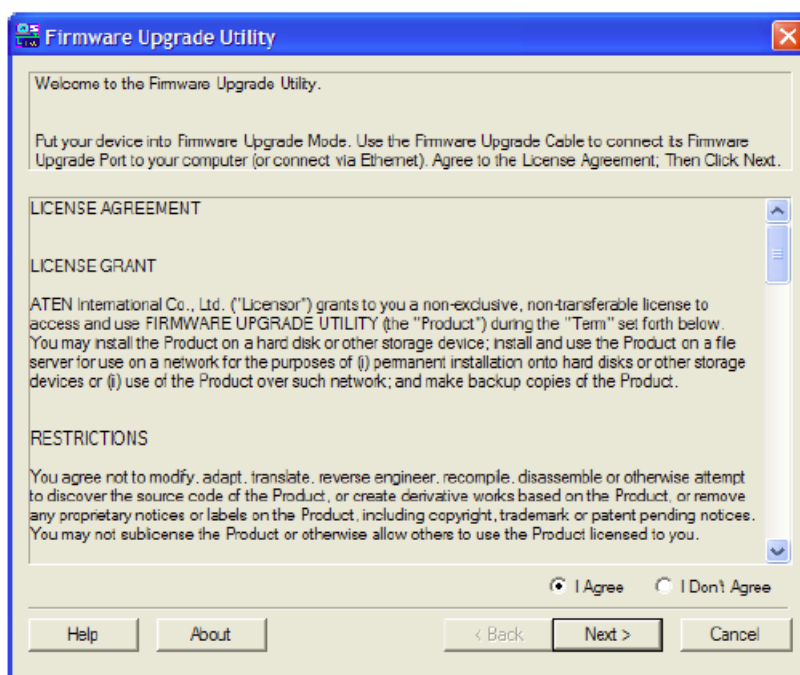 Firmware Upgrade Utility
Welcome to the Firmware Upgrade Utility.
Put your device into Firmware Upgrade Mode. Use the Firmware Upgrade Cable to connect its Firmware
Upgrade Port to your computer (or connect via Ethernet). Agree to the License Agreement; Then Click Next.
LICENSE AGREEMENT
LICENSE GRANT
ATEN International Co., Ltd. ("Licensor") grants to you a non-exclusive, non-transferable license to
access and use FIRMWARE UPGRADE UTILITY (the "Product") during the "Term" set forth below.
You may install the Product on a hard disk or other storage device; install and use the Product on a file
server for use on a network for the purposes of (i) permanent installation onto hard disks or other storage
devices or (i) use of the Product over such network; and make backup copies of the Product.
RESTRICTIONS
You agree not to modify, adapt, translate, reverse engineer, recompile, disassemble or otherwise attempt
to discover the source code of the Product, or create derivative works based on the Product, or remove
any proprietary notices or labels on the Product, including copyright, trademark or patent pending notices.
You may not sublicense the Product or otherwise allow others to use the Product licensed to you.
I Agree
I Don't Agree
Help
About
< Back
Next >
Cancel